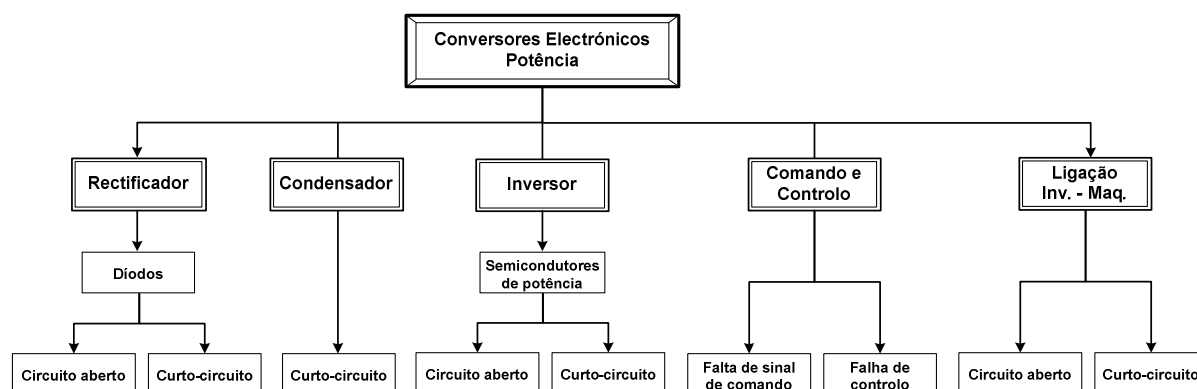 Conversores Electrónicos
Potência
Rectificador
Condensador
Inversor
Comando e
Controlo
Ligação
Inv. - Maq.
Díodos
Semicondutores
de potência
Circuito aberto
Curto-circuito
Curto-circuito
Circuito aberto
Curto-circuito
Falta de sinal
de comando
Falha de
controlo
Circuito aberto
Curto-circuito